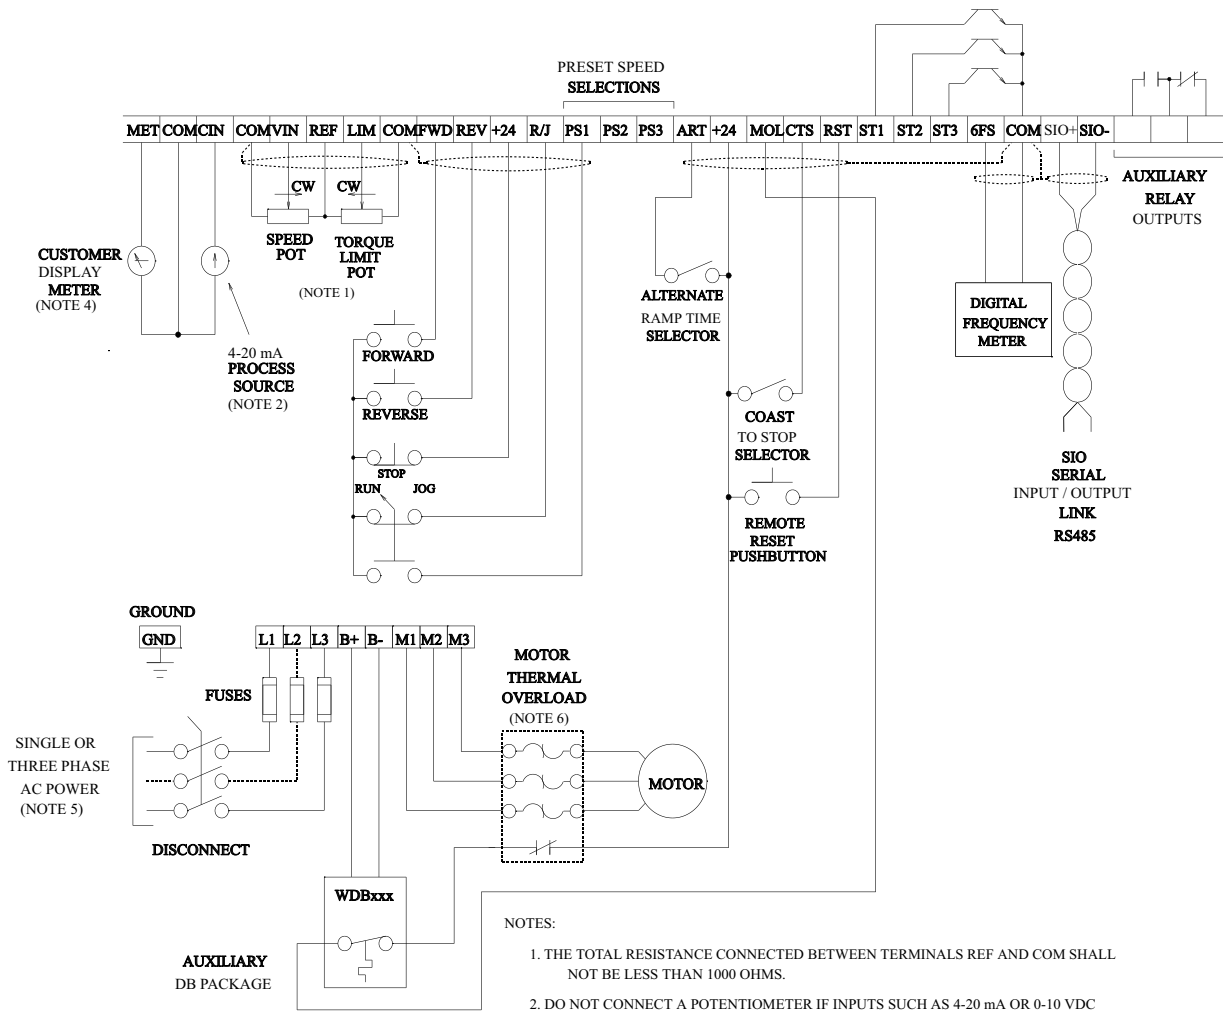 PRESET SPEED
SELECTIONS
MET COM CIN COM VIN REF LIM COM FWD REV +24 R/J PS1 PS2 PS3 ART +24 MOL CTS RST ST1 ST2 ST3 6FS COM SIO+ SIO-
AUXILIARY
RELAY
OUTPUTS
CW
CW
SPEED
POT
TORQUE
LIMIT
POT
(NOTE 1)
CUSTOMER
DISPLAY
METER
(NOTE 4)
4-20 mA
PROCESS
SOURCE
(NOTE 2)
ALTERNATE
RAMP TIME
SELECTOR
DIGITAL
FREQUENCY
METER
FORWARD
REVERSE
STOP
RUN
JOG
COAST
TO STOP
SELECTOR
REMOTE
RESET
PUSHBUTTON
SIO
SERIAL
INPUT / OUTPUT
LINK
RS485
GROUND
GND
L1 L2 L3 B+ B- M1 M2 M3
FUSES
MOTOR
THERMAL
OVERLOAD
(NOTE 6)
SINGLE OR
THREE PHASE
AC POWER
(NOTE 5)
DISCONNECT
MOTOR
WDBxxx
AUXILIARY
DB PACKAGE
NOTES:
1. THE TOTAL RESISTANCE CONNECTED BETWEEN TERMINALS REF AND COM SHALL
NOT BE LESS THAN 1000 OHMS.
2. DO NOT CONNECT A POTENTIOMETER IF INPUTS SUCH AS 4-20 mA OR 0-10 VDC